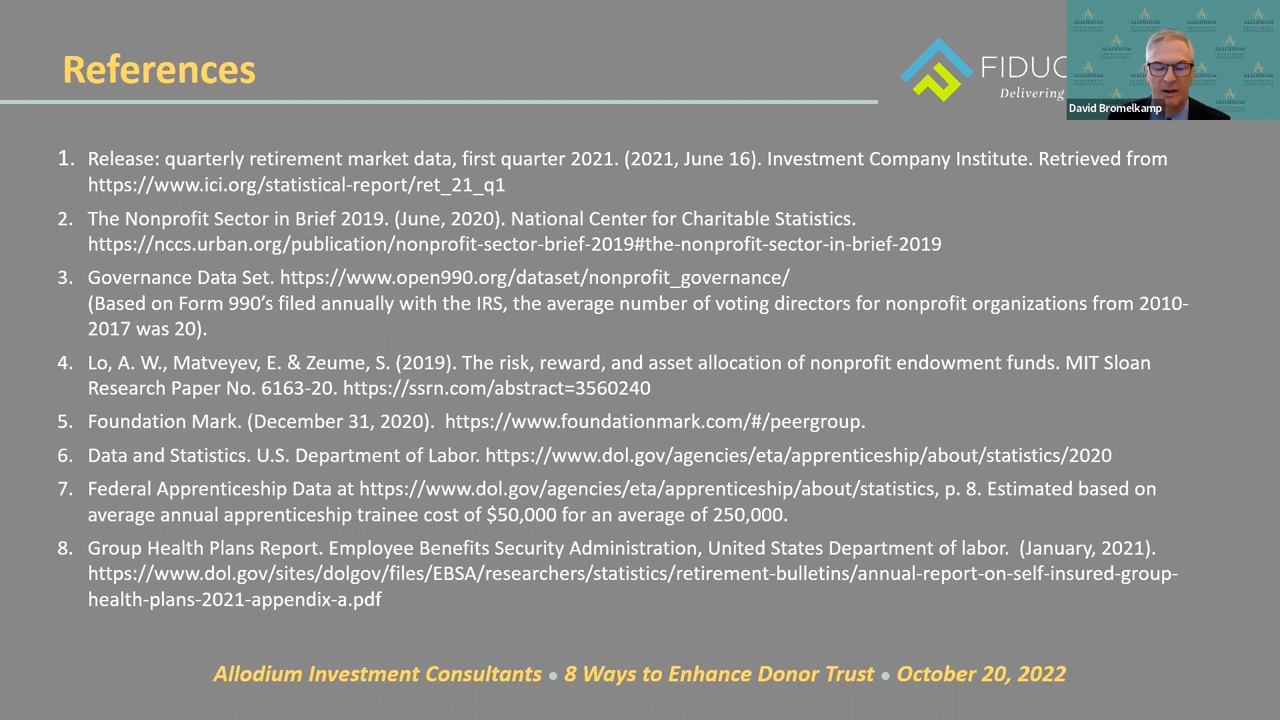 References
FIDUC
Delivering
ALLODIUM
David Bromelkamp
1. Release: quarterly retirement market data, first quarter 2021. (2021, June 16). Investment Company Institute. Retrieved from
https://www.ici.org/statistical-report/ret_21_q1
2. The Nonprofit Sector in Brief 2019. (June, 2020). National Center for Charitable Statistics.
https://nccs.urban.org/publication/nonprofit-sector-brief-2019#the-nonprofit-sector-in-brief-2019
3. Governance Data Set. https://www.open990.org/dataset/nonprofit_governance/
(Based on Form 990’s filed annually with the IRS, the average number of voting directors for nonprofit organizations from 2010-
2017 was 20).
4. Lo, A. W., Matveyev, E. & Zeume, S. (2019). The risk, reward, and asset allocation of nonprofit endowment funds. MIT Sloan
Research Paper No. 6163-20. https://ssrn.com/abstract=3560240
5. Foundation Mark. (December 31, 2020). https://www.foundationmark.com/#/peergroup.
6. Data and Statistics. U.S. Department of Labor. https://www.dol.gov/agencies/eta/apprenticeship/about/statistics/2020
7. Federal Apprenticeship Data at https://www.dol.gov/agencies/eta/apprenticeship/about/statistics, p. 8. Estimated based on
average annual apprenticeship trainee cost of $50,000 for an average of 250,000.
8. Group Health Plans Report. Employee Benefits Security Administration, United States Department of labor. (January, 2021).
https://www.dol.gov/sites/dolgov/files/EBSA/researchers/statistics/retirement-bulletins/annual-report-on-self-insured-group-
health-plans-2021-appendix-a.pdf
Allodium Investment Consultants • 8 Ways to Enhance Donor Trust • October 20, 2022